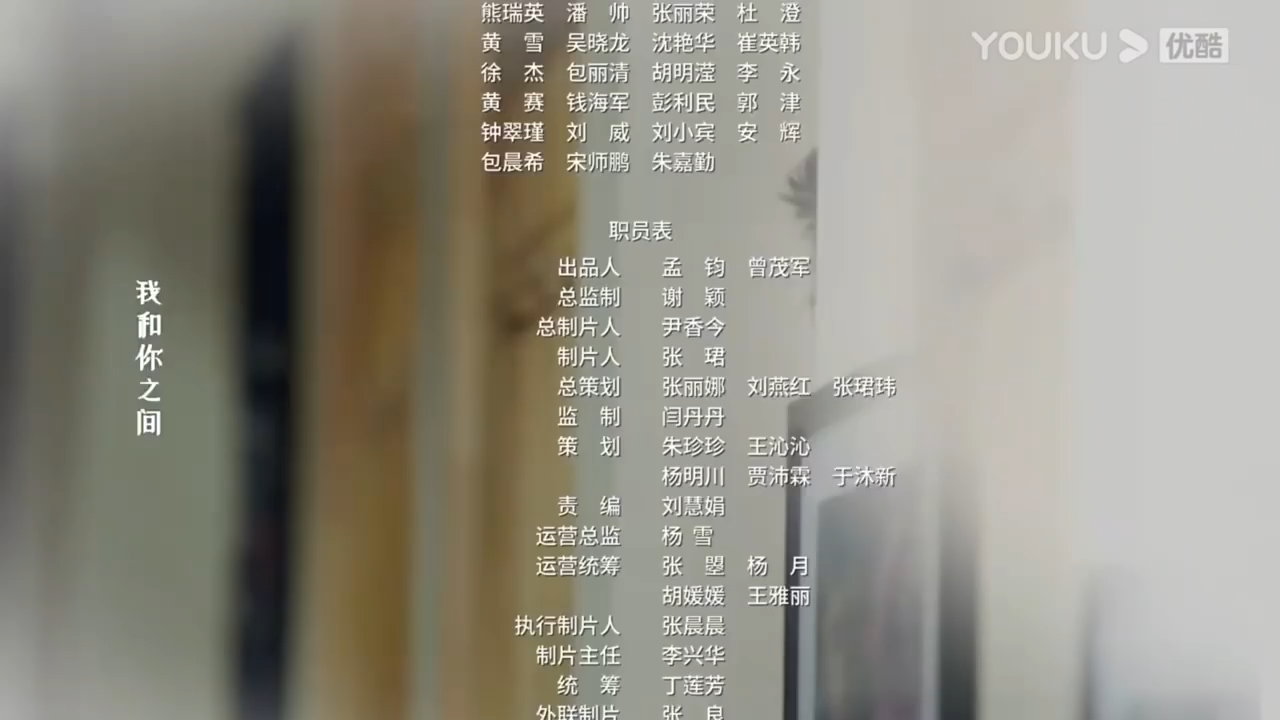 熊瑞英 潘 帅 张丽荣 杜 澄
黄 雪 吴晓龙 沈艳华 崔英韩
徐 杰 包丽清 胡明滢 李 永
黄 赛 钱海军 彭利民 郭 津
钟翠瑾 刘 威 刘小宾 安 辉
包晨希 宋师鹏 朱嘉勤
YOUKU 优酷
职员表
出品人 孟 钧 曾茂军
总监制 谢 颖
总制片人 尹香今
制片人 张 珺
总策划 张丽娜 刘燕红 张珺玮
监 制 闫丹丹
策 划 朱珍珍 王沁沁
杨明川 贾沛霖 于沐新
责 编 刘慧娟
运营总监 杨 雪
运营统筹 张 曌 杨 月
胡媛媛 王雅丽
执行制片人 张晨晨
制片主任 李兴华
统 筹 丁莲芳
外联制片 张 良
我和你之间